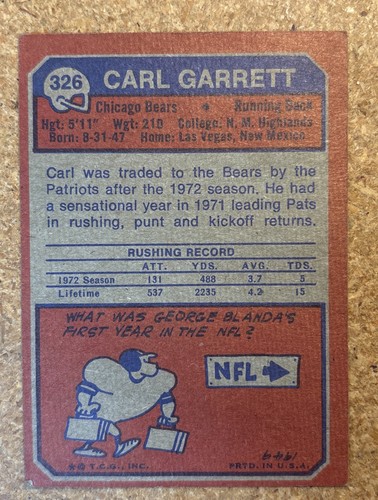 326 CARL GARRETT
Chicago Bears • Running Back
Hgt: 5'11" Wgt: 210 College: N. M. Highlands
Born: 8-31-47 Home: Las Vegas, New Mexico
Carl was traded to the Bears by the
Patriots after the 1972 season. He had
a sensational year in 1971 leading Pats
in rushing, punt and kickoff returns.
RUSHING RECORD
ATT. YDS. AVG. TDS.
1972 Season 131 488 3.7 5
Lifetime 537 2235 4.2 15
WHAT WAS GEORGE BLANDA'S
FIRST YEAR IN THE NFL?
NFL
1949
© T.C.G., INC. PRTD. IN U.S.A.